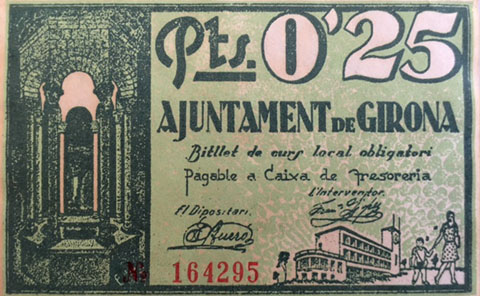 Pts. 0'25
AJUNTAMENT DE GIRONA
Bitllet de curs local obligatori
Pagable a Caixa de Tresoreria
L'Interventor.
El Dipositari.
Nº 164295